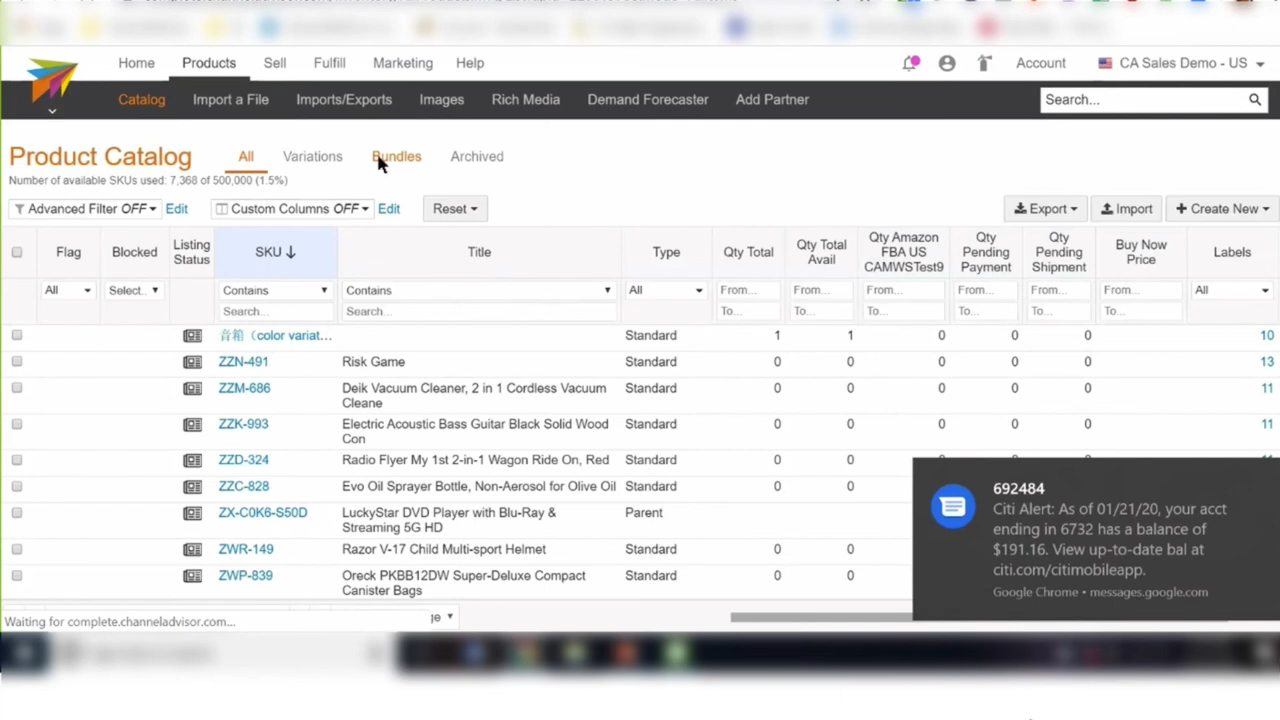 Home Products Sell Fulfill Marketing Help Account CA Sales Demo - US
Catalog Import a File Imports/Exports Images Rich Media Demand Forecaster Add Partner Search...
Product Catalog All Variations Bundles Archived
Number of available SKUs used: 7,368 of 500,000 (1.5%)
Advanced Filter OFF Edit Custom Columns OFF Edit Reset Export Import + Create New
Flag Blocked Listing Status SKU Title Type Qty Total Qty Total Avail Qty Amazon FBA US CAMWSTest9 Qty Pending Payment Qty Pending Shipment Buy Now Price Labels
All Select.. Contains Contains All From... From... From... From... From... From... All
Search... Search... To... To... To... To... To... To...
音箱（color variat... Standard 1 1 0 0 0 10
ZZN-491 Risk Game Standard 0 0 0 0 0 13
ZZM-686 Deik Vacuum Cleaner, 2 in 1 Cordless Vacuum Standard 0 0 0 0 0 11
Cleane
ZZK-993 Electric Acoustic Bass Guitar Black Solid Wood Standard 0 0 0 0 0 11
Con
ZZD-324 Radio Flyer My 1st 2-in-1 Wagon Ride On, Red Standard 0 0
ZZC-828 Evo Oil Sprayer Bottle, Non-Aerosol for Olive Oil Standard 0 0
ZX-C0K6-S50D LuckyStar DVD Player with Blu-Ray & Parent
Streaming 5G HD
ZWR-149 Razor V-17 Child Multi-sport Helmet Standard 0 0
ZWP-839 Oreck PKBB12DW Super-Deluxe Compact Standard 0 0
Canister Bags
692484
Citi Alert: As of 01/21/20, your acct
ending in 6732 has a balance of
$191.16. View up-to-date bal at
citi.com/citimobileapp.
Google Chrome • messages.google.com
Waiting for complete.channeladvisor.com...